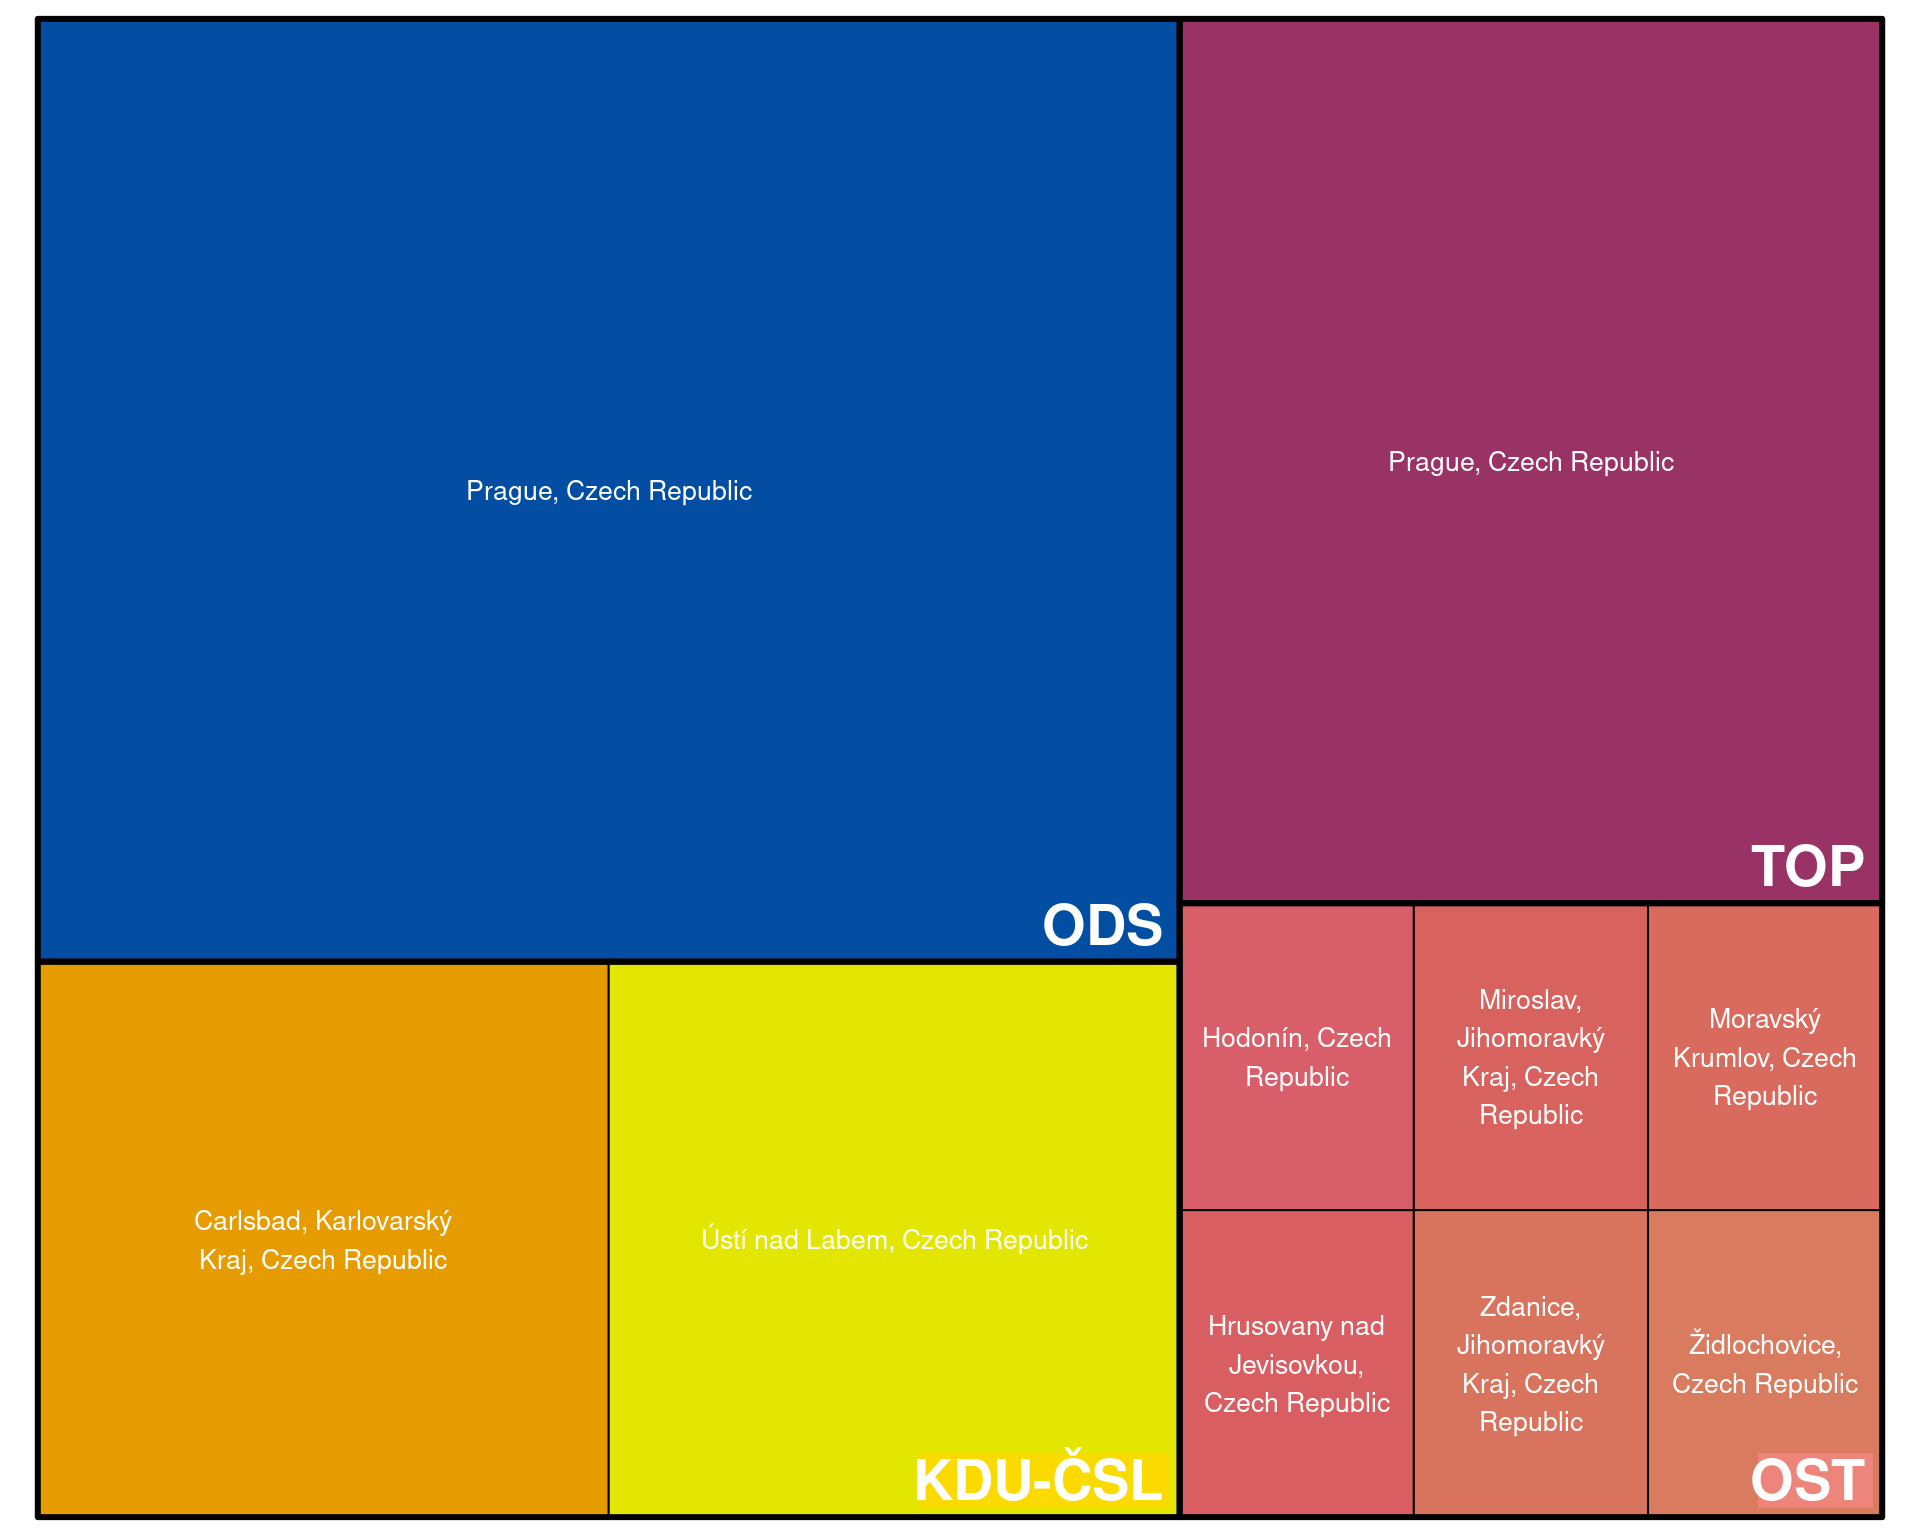 Prague, Czech Republic
ODS
Prague, Czech Republic
TOP
Carlsbad, Karlovarský
Kraj, Czech Republic
Ústí nad Labem, Czech Republic
KDU-ČSL
Hodonín, Czech
Republic
Miroslav,
Jihomoravký
Kraj, Czech
Republic
Moravský
Krumlov, Czech
Republic
Hrusovany nad
Jevisovkou,
Czech Republic
Zdanice,
Jihomoravký
Kraj, Czech
Republic
Židlochovice,
Czech Republic
OST